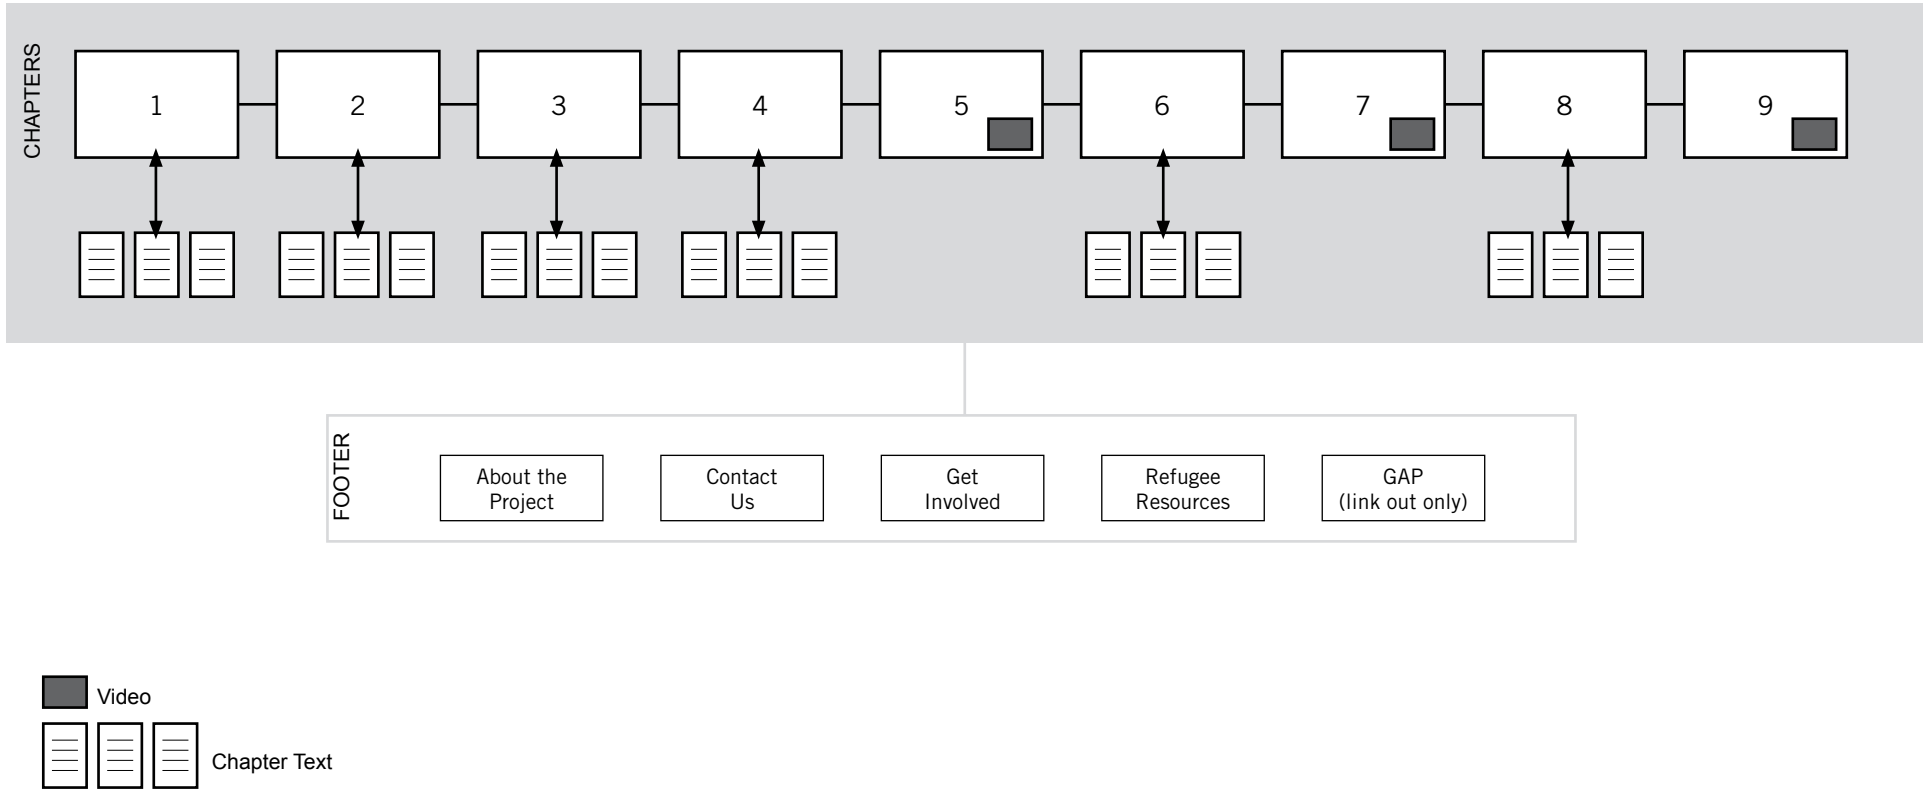 CHAPTERS
1
2
3
4
5
6
7
8
9
FOOTER
About the
Project
Contact
Us
Get
Involved
Refugee
Resources
GAP
(link out only)
Video
Chapter Text